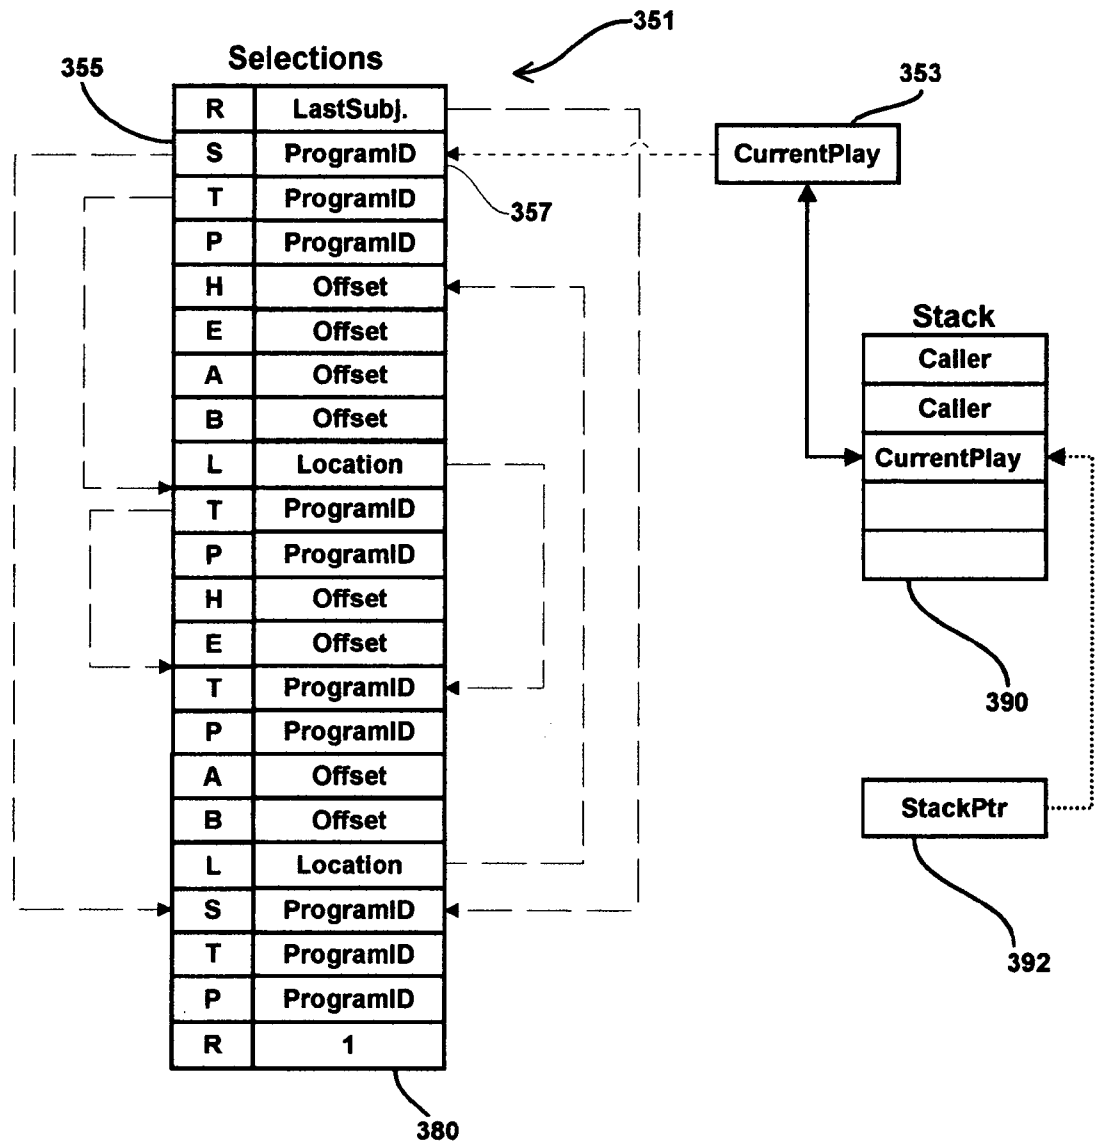 351
Selections
355
353
R LastSubj.
S ProgramID
CurrentPlay
T ProgramID
357
P ProgramID
H Offset
E Offset
Stack
A Offset
Caller
B Offset
Caller
L Location
CurrentPlay
T ProgramID
P ProgramID
H Offset
E Offset
T ProgramID
390
P ProgramID
A Offset
B Offset
StackPtr
L Location
S ProgramID
T ProgramID
392
P ProgramID
R 1
380